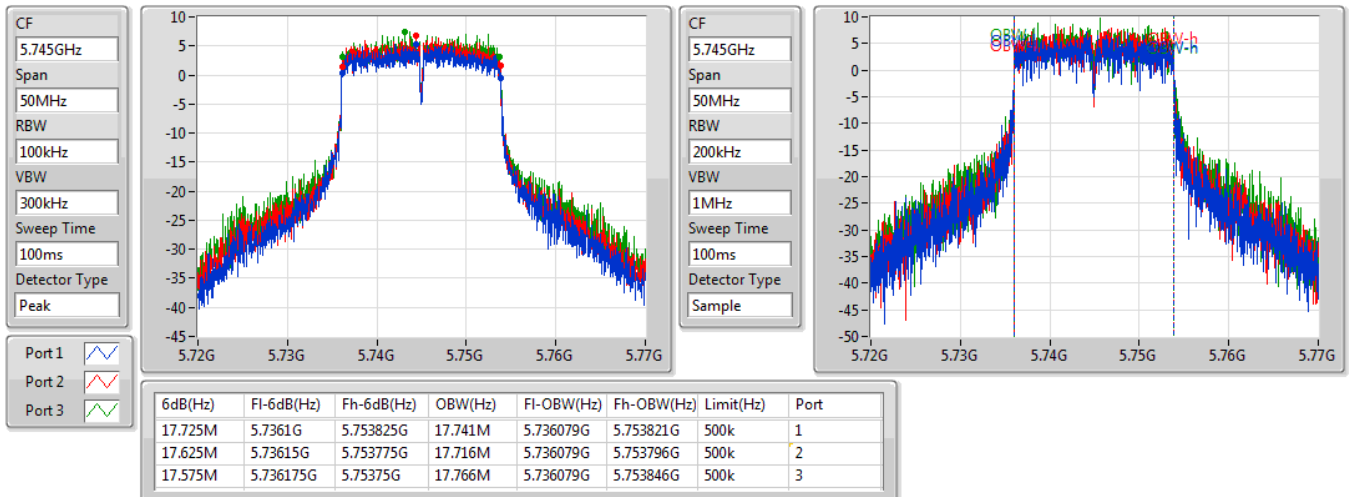 CF
5.745GHz
Span
50MHz
RBW
100kHz
VBW
300kHz
Sweep Time
100ms
Detector Type
Peak
10
5
0
-5
-10
-15
-20
-25
-30
-35
-40
-45
5.72G 5.73G 5.74G 5.75G 5.76G 5.77G
CF
5.745GHz
Span
50MHz
RBW
200kHz
VBW
1MHz
Sweep Time
100ms
Detector Type
Sample
10
5
0
-5
-10
-15
-20
-25
-30
-35
-40
-45
-50
5.72G 5.73G 5.74G 5.75G 5.76G 5.77G
Port 1
Port 2
Port 3
6dB(Hz) Fl-6dB(Hz) Fh-6dB(Hz) OBW(Hz) Fl-OBW(Hz) Fh-OBW(Hz) Limit(Hz) Port
17.725M 5.7361G 5.753825G 17.741M 5.736079G 5.753821G 500k 1
17.625M 5.73615G 5.753775G 17.716M 5.736079G 5.753796G 500k 2
17.575M 5.736175G 5.75375G 17.766M 5.736079G 5.753846G 500k 3